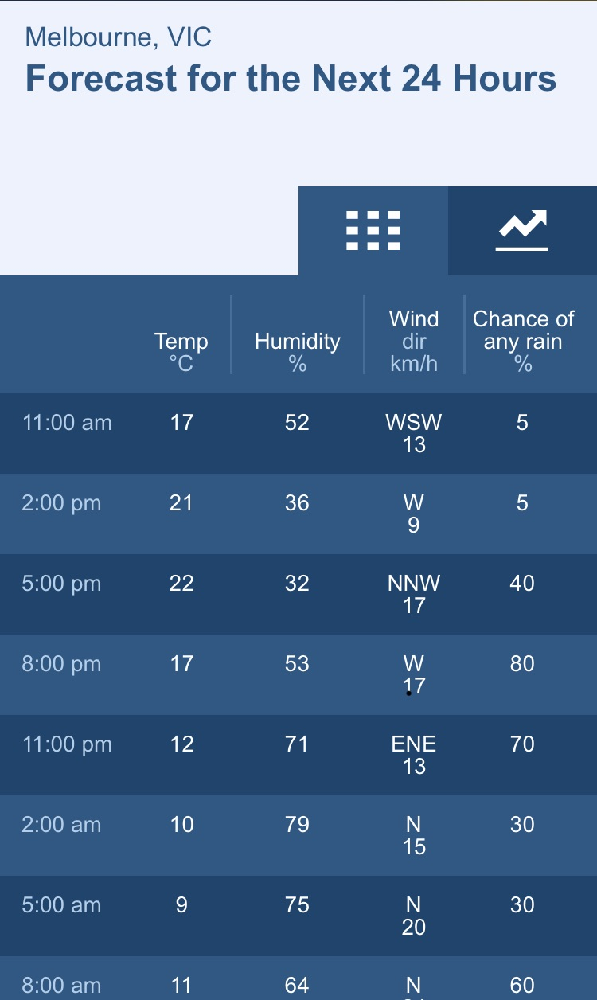 Melbourne, VIC
Forecast for the Next 24 Hours
Temp °C Humidity % Wind dir km/h Chance of any rain %
11:00 am 17 52 WSW 13 5
2:00 pm 21 36 W 9 5
5:00 pm 22 32 NNW 17 40
8:00 pm 17 53 W 17 80
11:00 pm 12 71 ENE 13 70
2:00 am 10 79 N 15 30
5:00 am 9 75 N 20 30
8:00 am 11 64 N 60